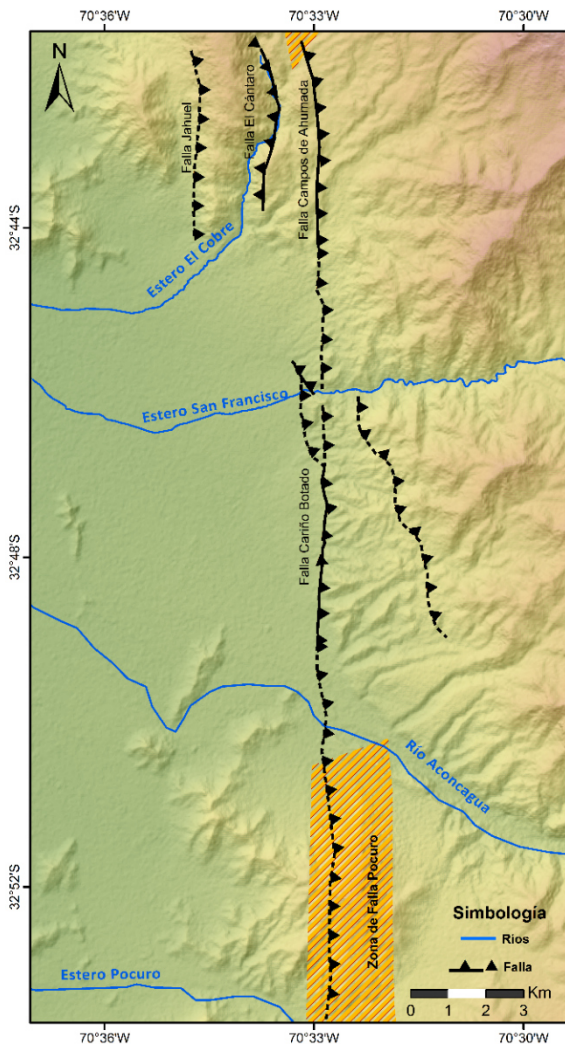 70°36'W 70°33'W 70°30'W
N
Falla Jahuel
Falla El Cántaro
Falla Campos de Ahumada
32°44'S
Estero El Cobre
Estero San Francisco
Falla Cariño Botado
32°48'S
Río Aconcagua
Zona de Falla Pocuro
32°52'S
Simbología
Rios
Falla
Estero Pocuro
0 1 2 3 Km
70°36'W 70°33'W 70°30'W